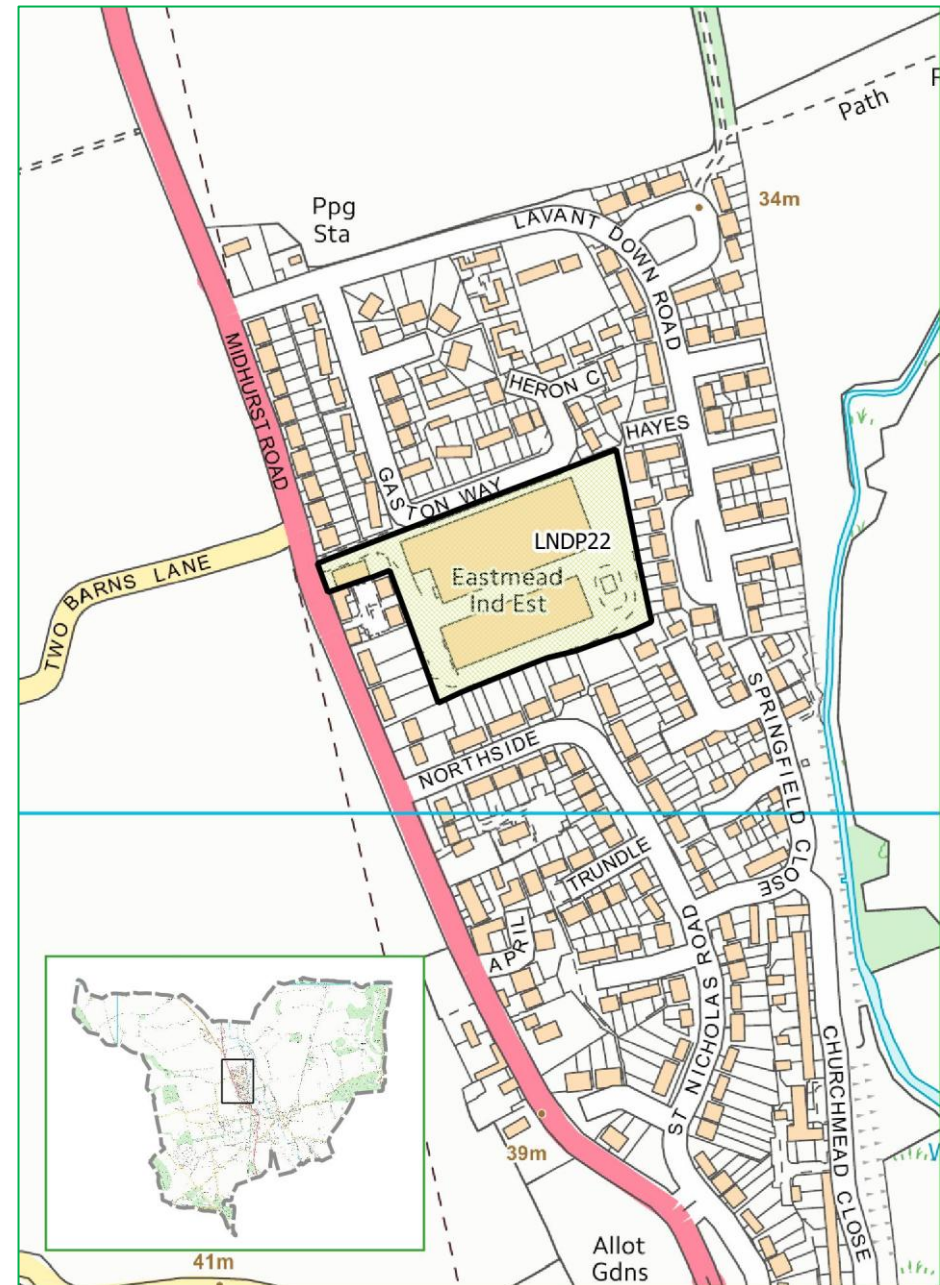 Path
34m
Ppg
Sta
LAVANT DOWN ROAD
MIDHURST ROAD
HERON C
HAYES
GASTON WAY
LNDP22
Eastmead
Ind Est
TWO BARNS LANE
NORTHSIDE
SPRINGFIELD CLOSE
TRUNDLE
APRIL
ST NICHOLAS ROAD
CHURCHMEAD CLOSE
39m
41m
Allot
Gdns